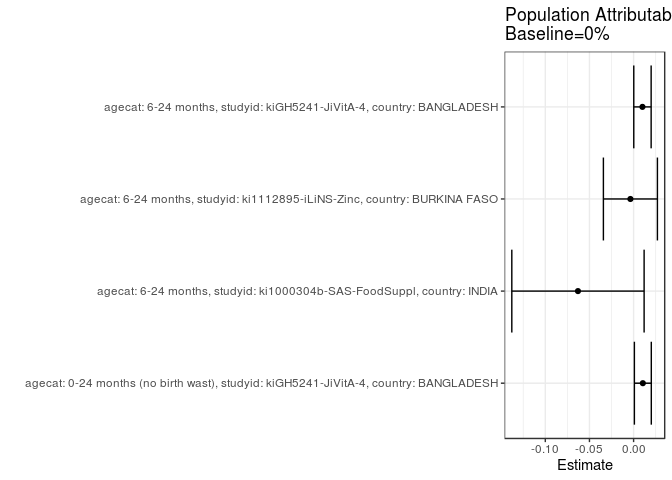 Population Attributab
Baseline=0%
agecat: 6-24 months, studyid: kiGH5241-JiVitA-4, country: BANGLADESH
agecat: 6-24 months, studyid: ki1112895-iLiNS-Zinc, country: BURKINA FASO
agecat: 6-24 months, studyid: ki1000304b-SAS-FoodSuppl, country: INDIA
agecat: 0-24 months (no birth wast), studyid: kiGH5241-JiVitA-4, country: BANGLADESH
-0.10 -0.05 0.00
Estimate